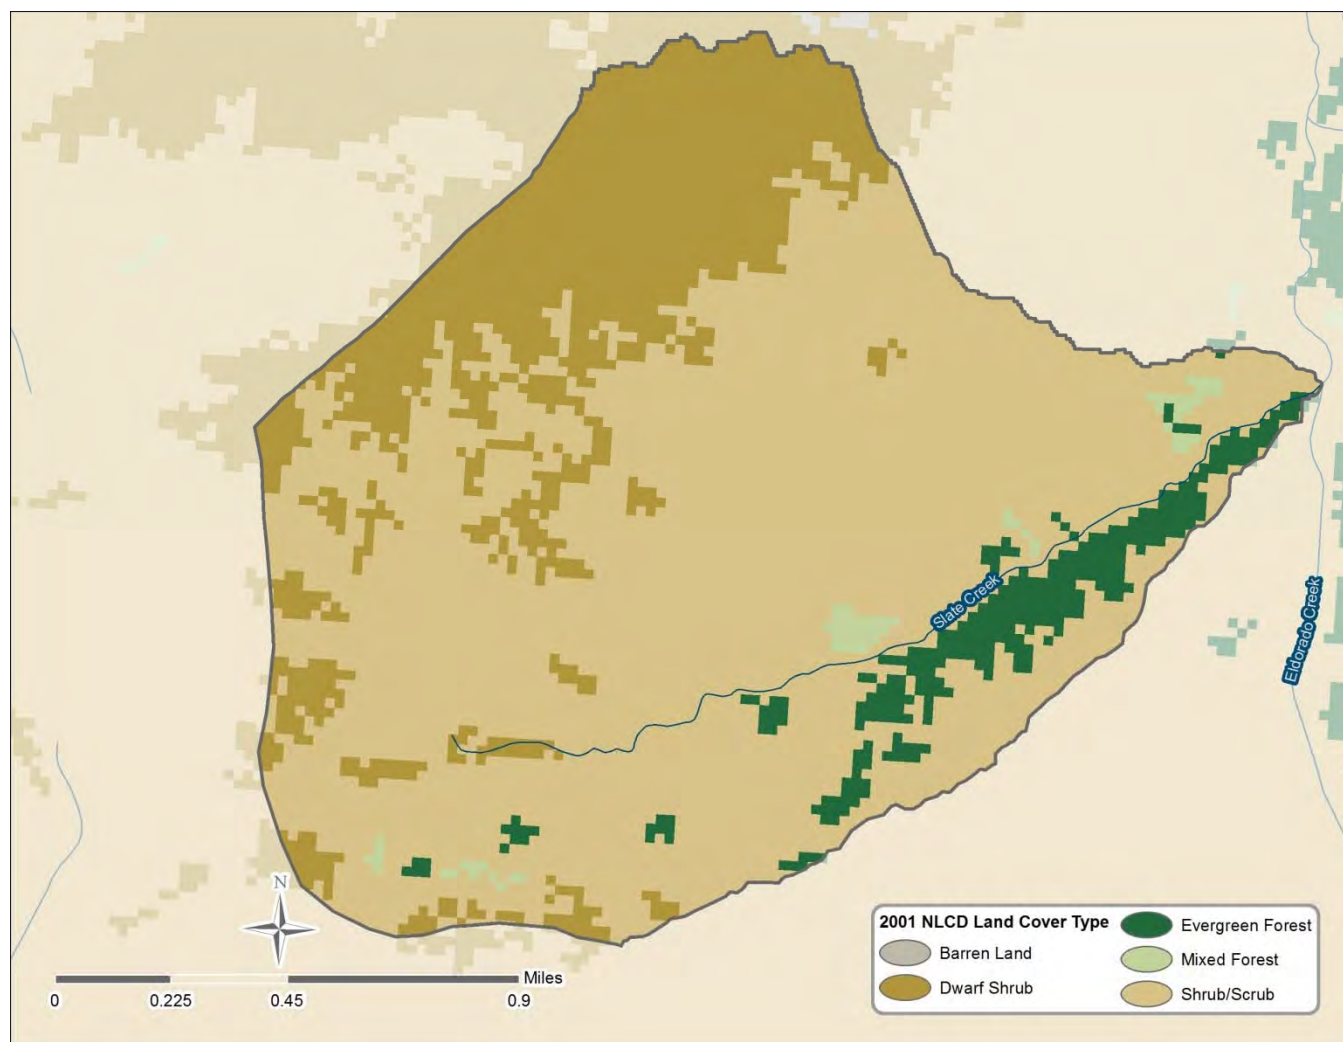 Slate Creek
Eldorado Creek
N
Miles
0
0.225
0.45
0.9
2001 NLCD Land Cover Type
Barren Land
Dwarf Shrub
Evergreen Forest
Mixed Forest
Shrub/Scrub